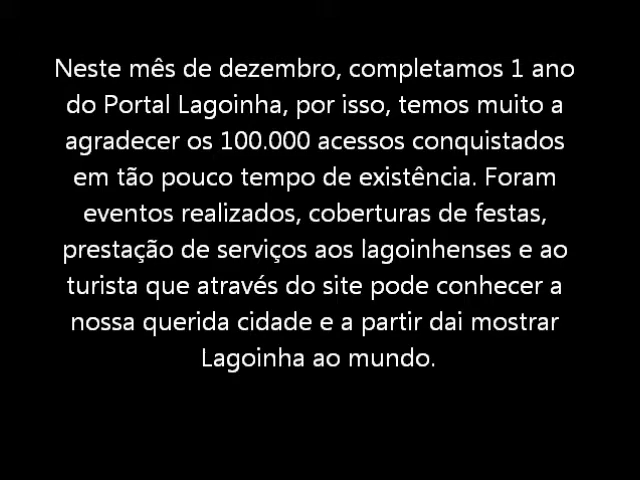 Neste mês de dezembro, completamos 1 ano
do Portal Lagoinha, por isso, temos muito a
agradecer os 100.000 acessos conquistados
em tão pouco tempo de existência. Foram
eventos realizados, coberturas de festas,
prestação de serviços aos lagoinhenses e ao
turista que através do site pode conhecer a
nossa querida cidade e a partir dai mostrar
Lagoinha ao mundo.